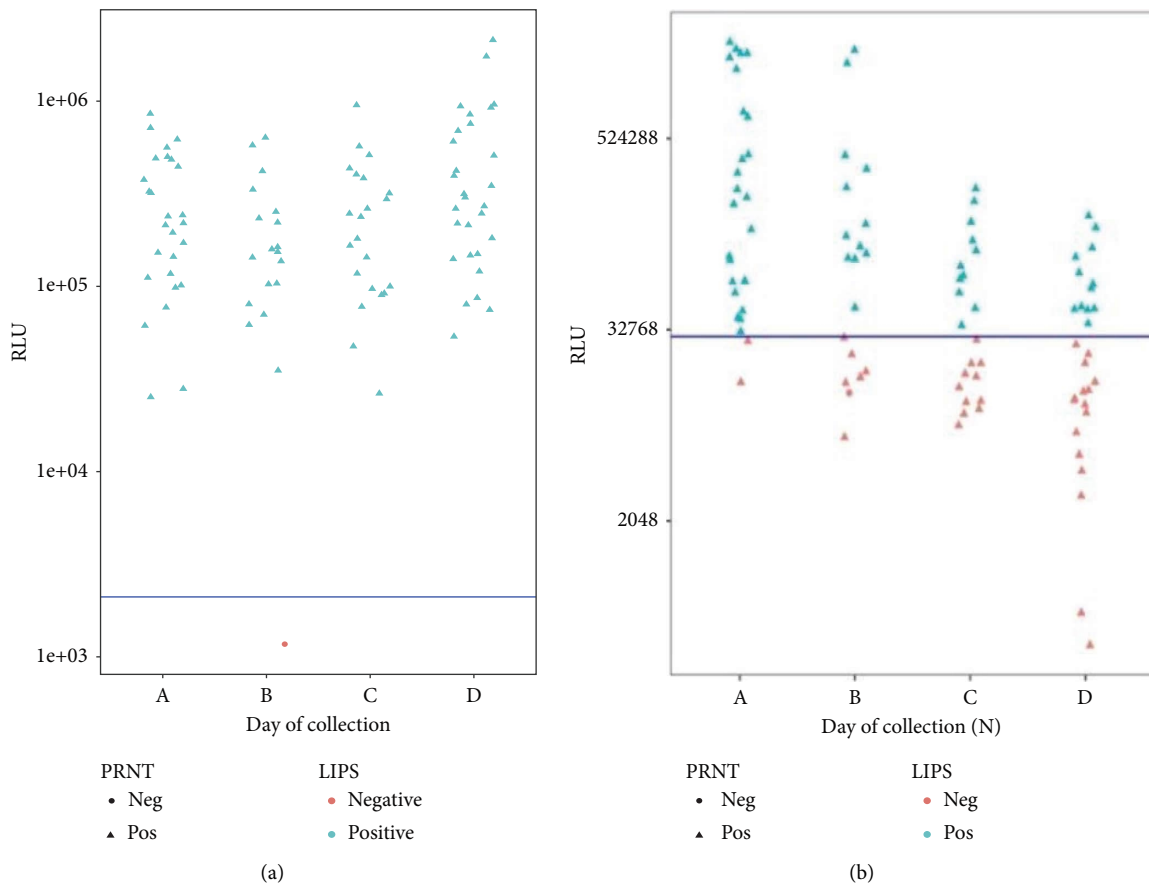 1e+06
1e+05
1e+04
1e+03
RLU
A B C D
Day of collection
PRNT LIPS
Neg Negative
Pos Positive
(a)
524288
32768
2048
RLU
A B C D
Day of collection (N)
PRNT LIPS
Neg Neg
Pos Pos
(b)